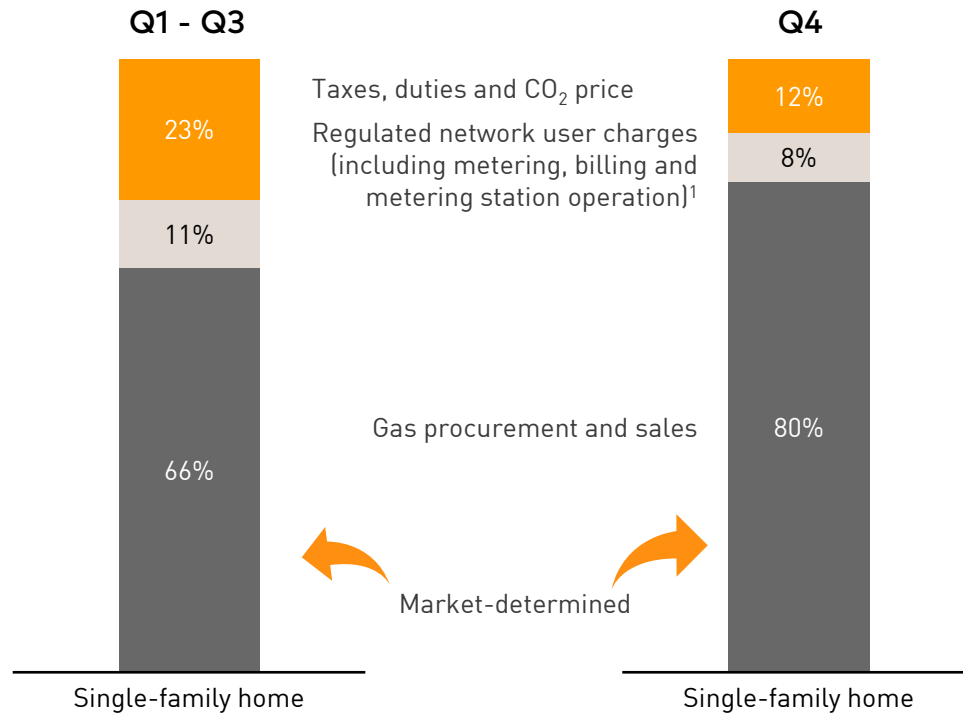 Q1 - Q3
Q4
Taxes, duties and CO₂ price
23%
12%
Regulated network user charges
(including metering, billing and
metering station operation)¹
11%
8%
Gas procurement and sales
66%
80%
Market-determined
Single-family home
Single-family home